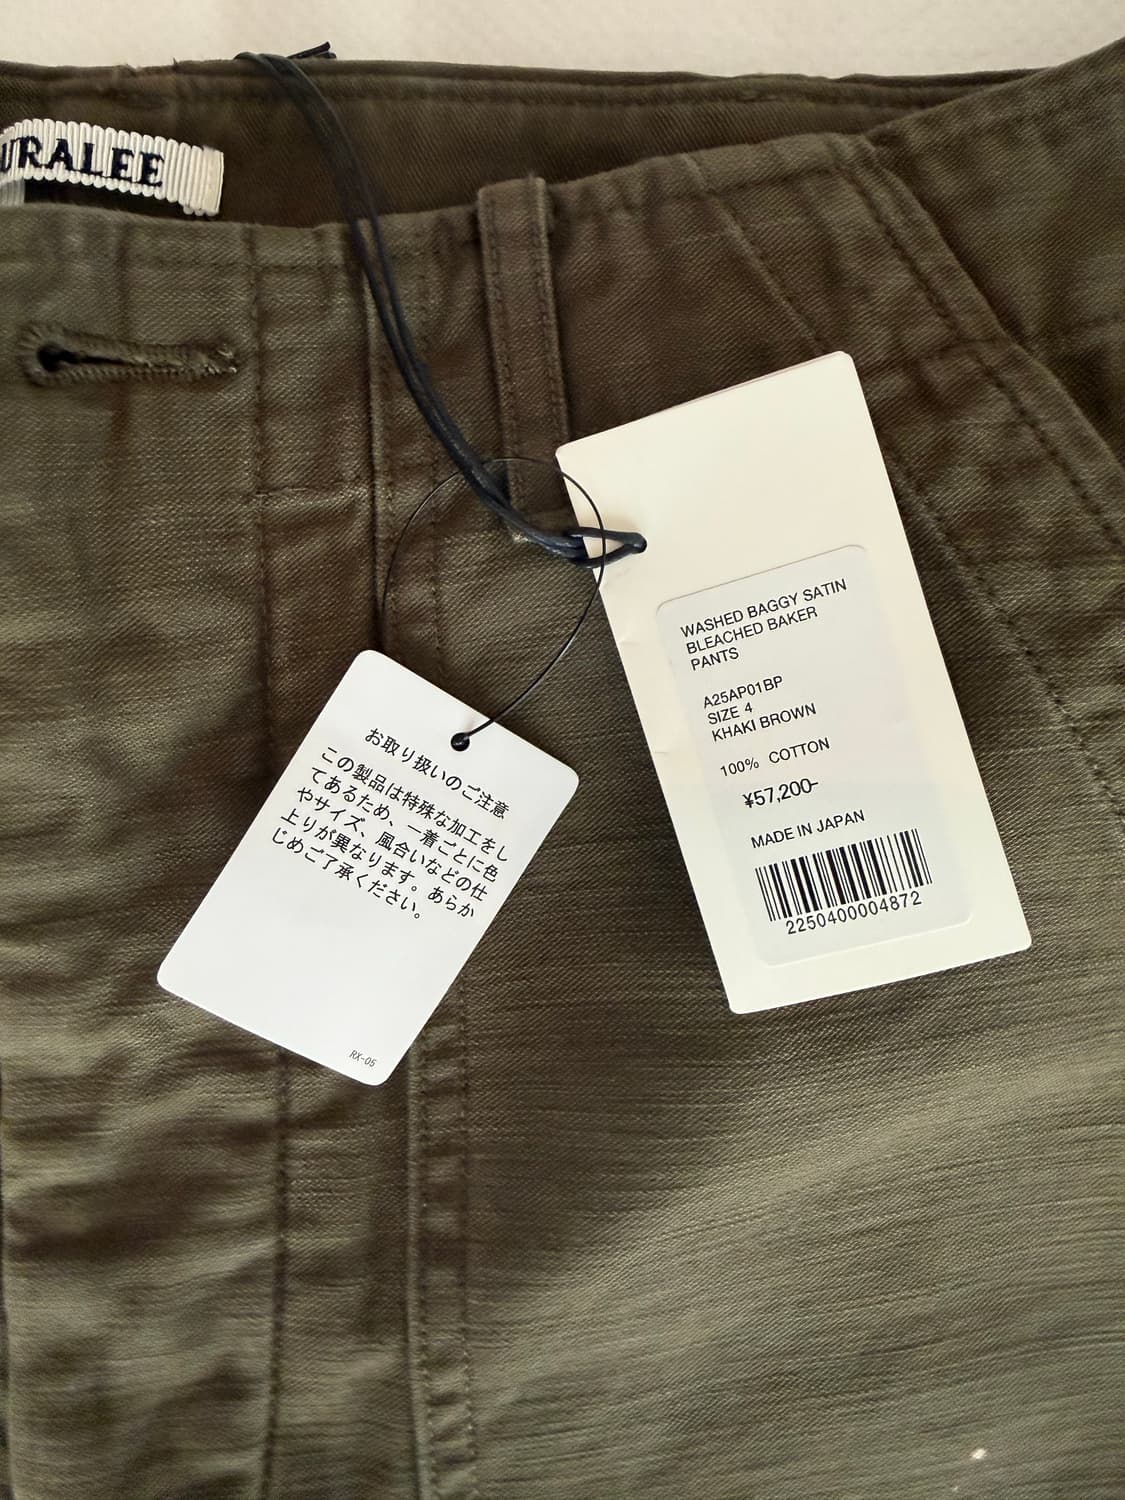 URALEE
WASHED BAGGY SATIN
BLEACHED BAKER
PANTS
A25AP01BP
SIZE 4
KHAKI BROWN
100% COTTON
¥57,200-
MADE IN JAPAN
2250400004872
お取り扱いのご注意
この製品は特殊な加工をし
てあるため、一着ごとに色
やサイズ、風合いなどの仕
上りが異なります。あらか
じめご了承ください。
RX-05